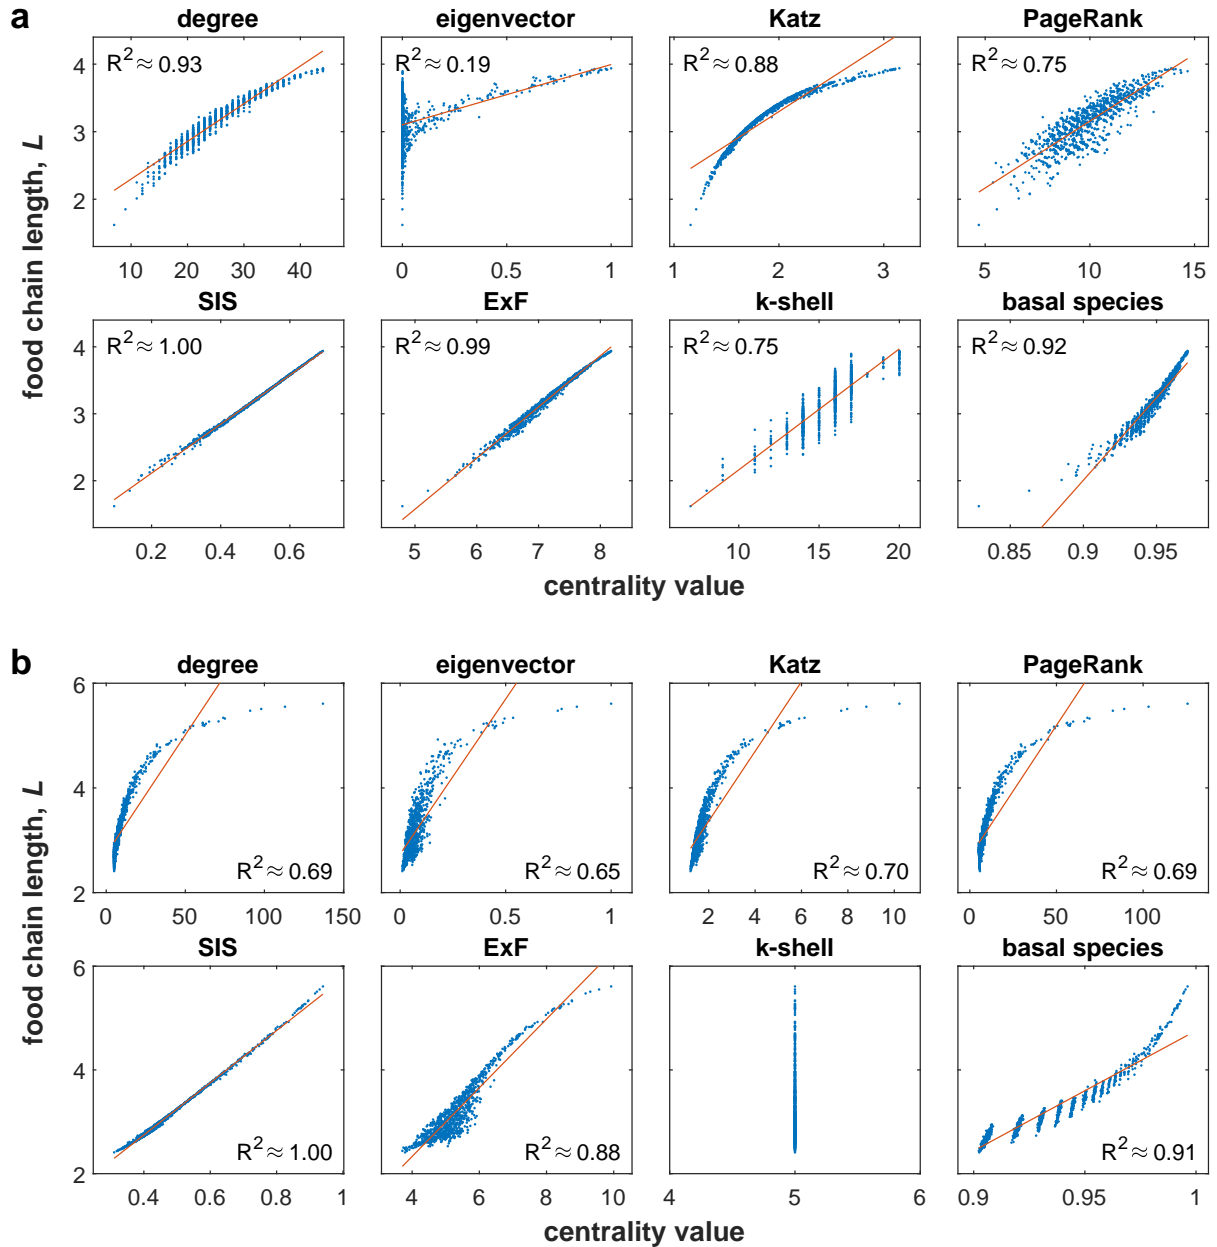 a
degree eigenvector Katz PageRank
R² ≈ 0.93 R² ≈ 0.19 R² ≈ 0.88 R² ≈ 0.75
4
3
2
10 20 30 40 0 0.5 1 1 2 3 5 10 15
SIS ExF k-shell basal species
R² ≈ 1.00 R² ≈ 0.99 R² ≈ 0.75 R² ≈ 0.92
4
3
2
0.2 0.4 0.6 5 6 7 8 10 15 20 0.85 0.9 0.95
food chain length, L
centrality value
b
degree eigenvector Katz PageRank
6
4
2
R² ≈ 0.69 R² ≈ 0.65 R² ≈ 0.70 R² ≈ 0.69
0 50 100 150 0 0.5 1 2 4 6 8 10 0 50 100
SIS ExF k-shell basal species
6
4
2
R² ≈ 1.00 R² ≈ 0.88 R² ≈ 0.91
0.4 0.6 0.8 1 4 6 8 10 4 5 6 0.9 0.95 1
food chain length, L
centrality value